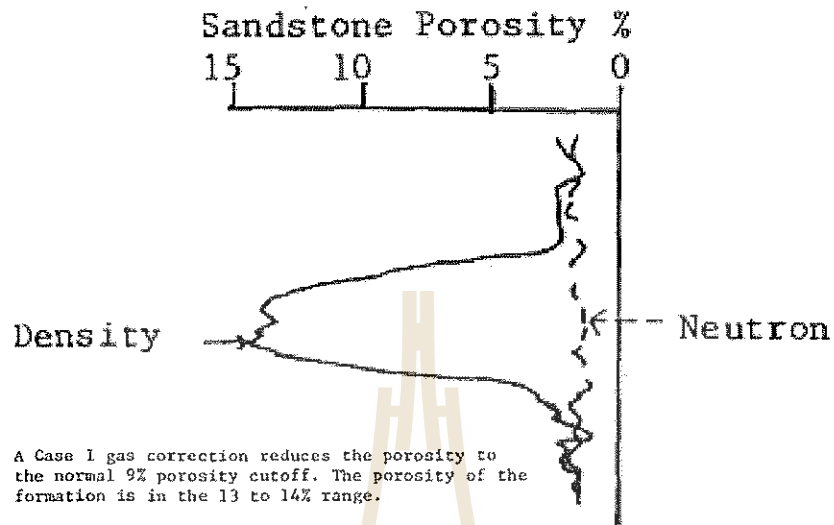 Sandstone Porosity %
15 10 5 0
Density
Neutron
A Case I gas correction reduces the porosity to
the normal 9% porosity cutoff. The porosity of the
formation is in the 13 to 14% range.